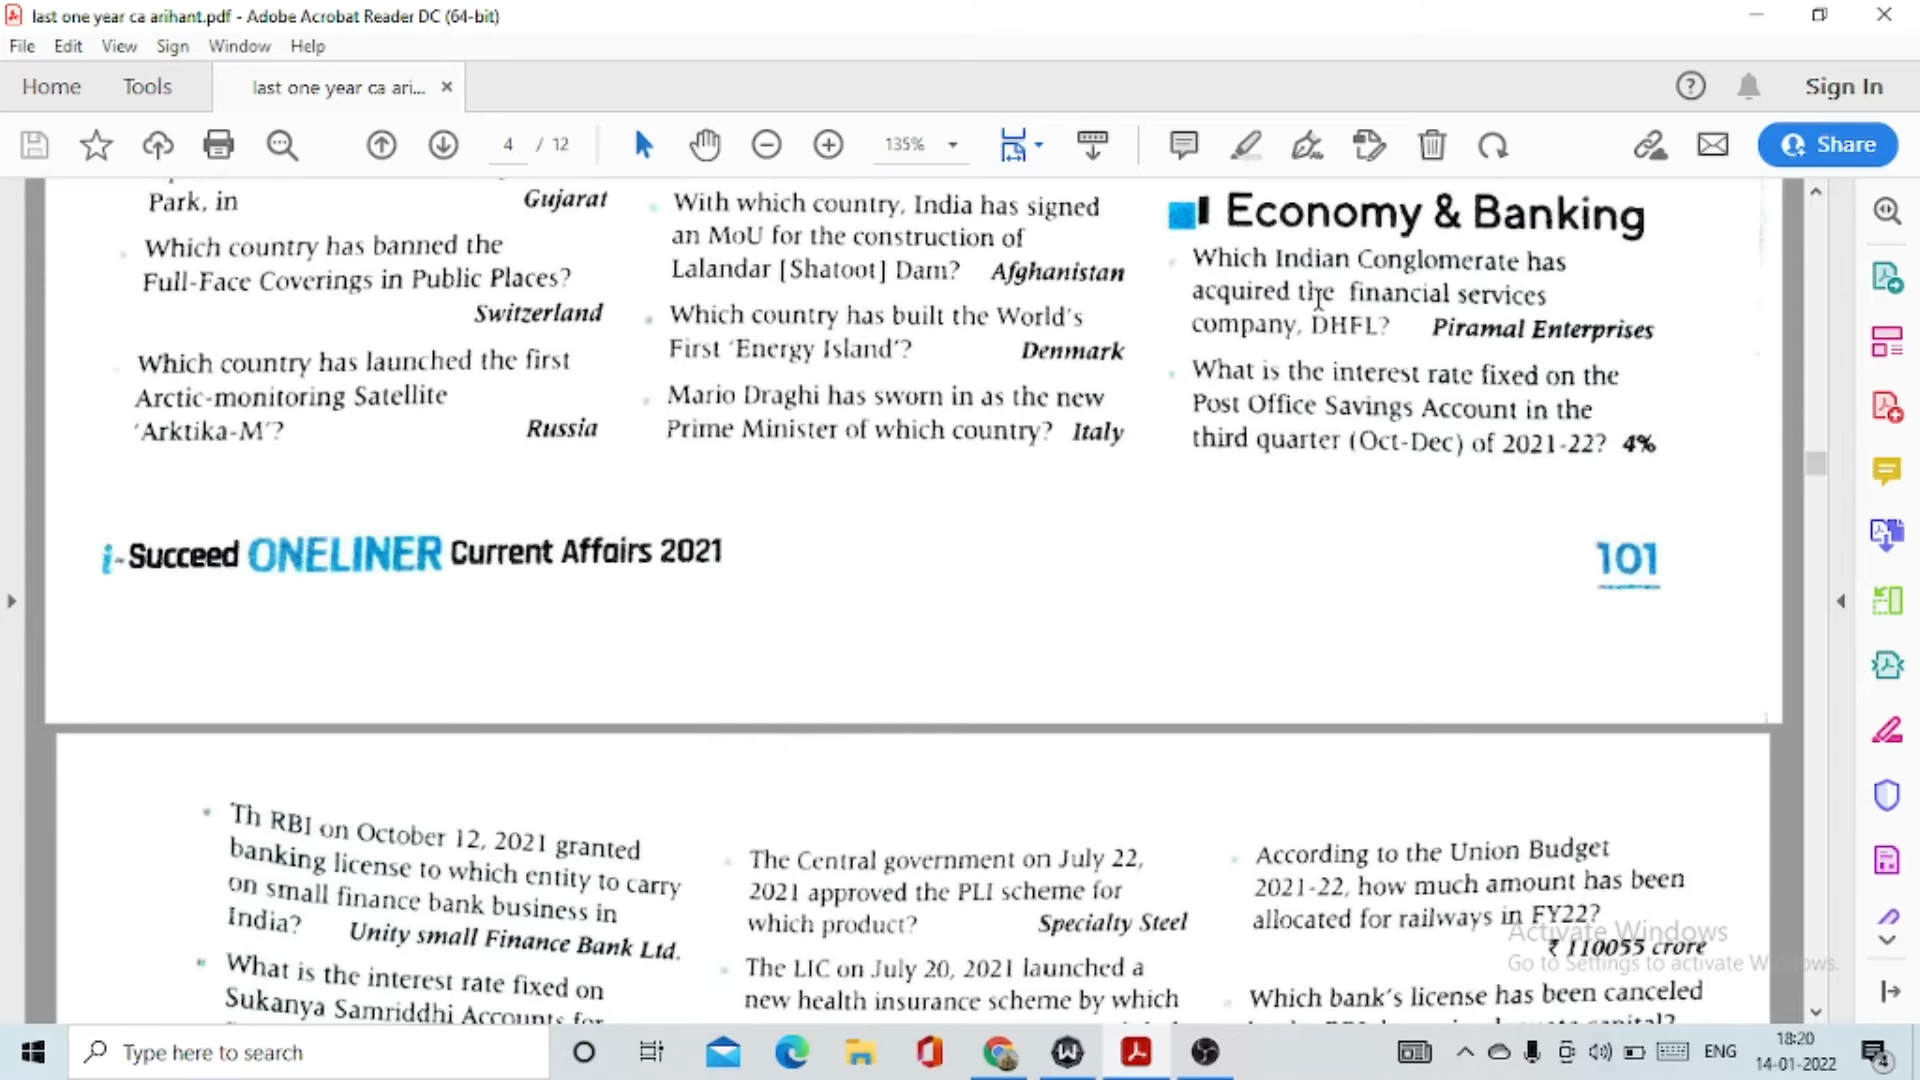 last one year ca arihant.pdf - Adobe Acrobat Reader DC (64-bit)
File Edit View Sign Window Help
Home Tools last one year ca ari... × Sign In
4 / 12 135% Share
Park, in Gujarat
Which country has banned the
Full-Face Coverings in Public Places?
Switzerland
Which country has launched the first
Arctic-monitoring Satellite
'Arktika-M'? Russia
With which country, India has signed
an MoU for the construction of
Lalandar [Shatoot] Dam? Afghanistan
Which country has built the World's
First 'Energy Island'? Denmark
Mario Draghi has sworn in as the new
Prime Minister of which country? Italy
Economy & Banking
Which Indian Conglomerate has
acquired the financial services
company, DHFL? Piramal Enterprises
What is the interest rate fixed on the
Post Office Savings Account in the
third quarter (Oct-Dec) of 2021-22? 4%
i-Succeed ONELINER Current Affairs 2021
101
Th RBI on October 12, 2021 granted
banking license to which entity to carry
on small finance bank business in
India? Unity small Finance Bank Ltd.
What is the interest rate fixed on
Sukanya Samriddhi Accounts for
The Central government on July 22,
2021 approved the PLI scheme for
which product? Specialty Steel
The LIC on July 20, 2021 launched a
new health insurance scheme by which
According to the Union Budget
2021-22, how much amount has been
allocated for railways in FY22?
₹ 110055 crore
Which bank's license has been canceled
Activate Windows
Go to Settings to activate Windows.
Type here to search
ENG
18:20
14-01-2022
4